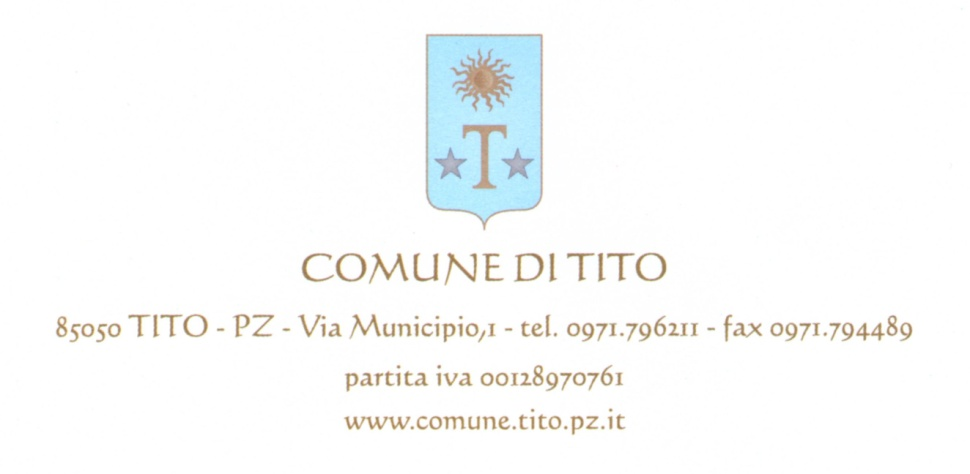 T
COMUNE DI TITO
85050 TITO - PZ - Via Municipio,1 - tel. 0971.796211 - fax 0971.794489
partita iva 00128970761
www.comune.tito.pz.it